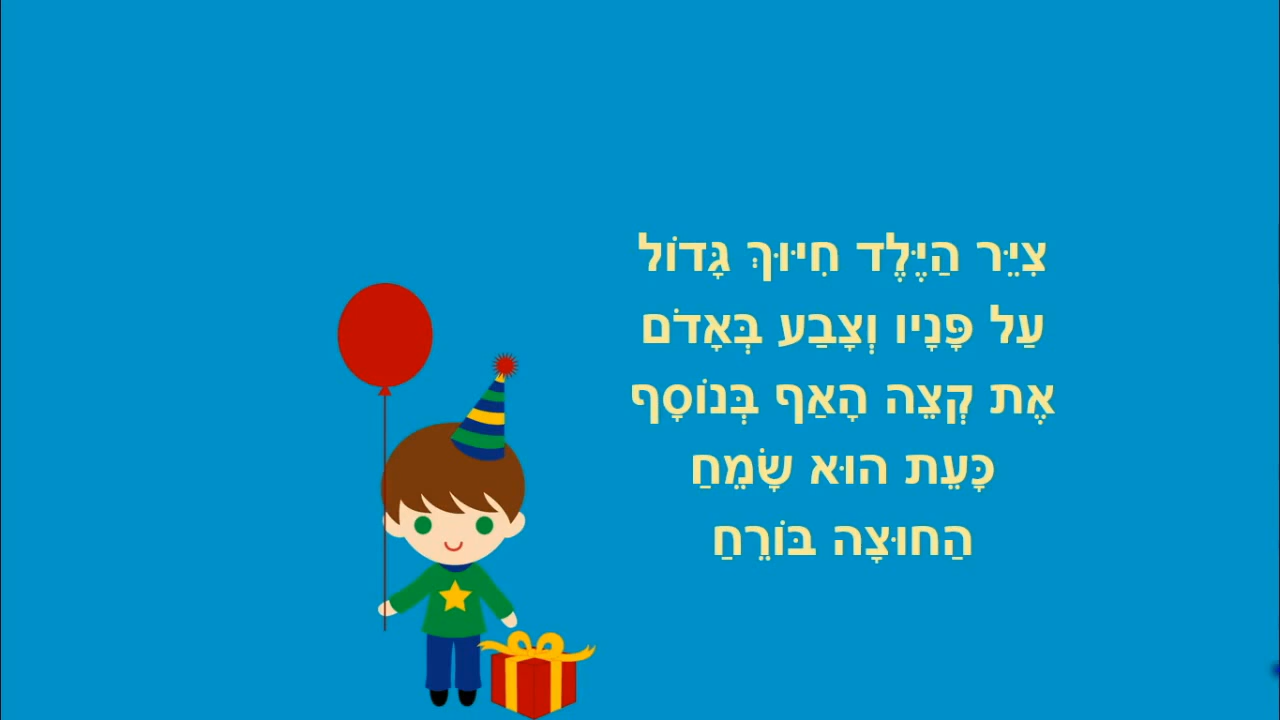 צִיֵּר הַיֶּלֶד חִיּוּךְ גָּדוֹל
עַל פָּנָיו וְצָבַע בְּאָדֹם
אֶת קְצֵה הָאַף בְּנוֹסָף
כָּעֵת הוּא שָׂמֵחַ
הַחוּצָה בּוֹרֵחַ